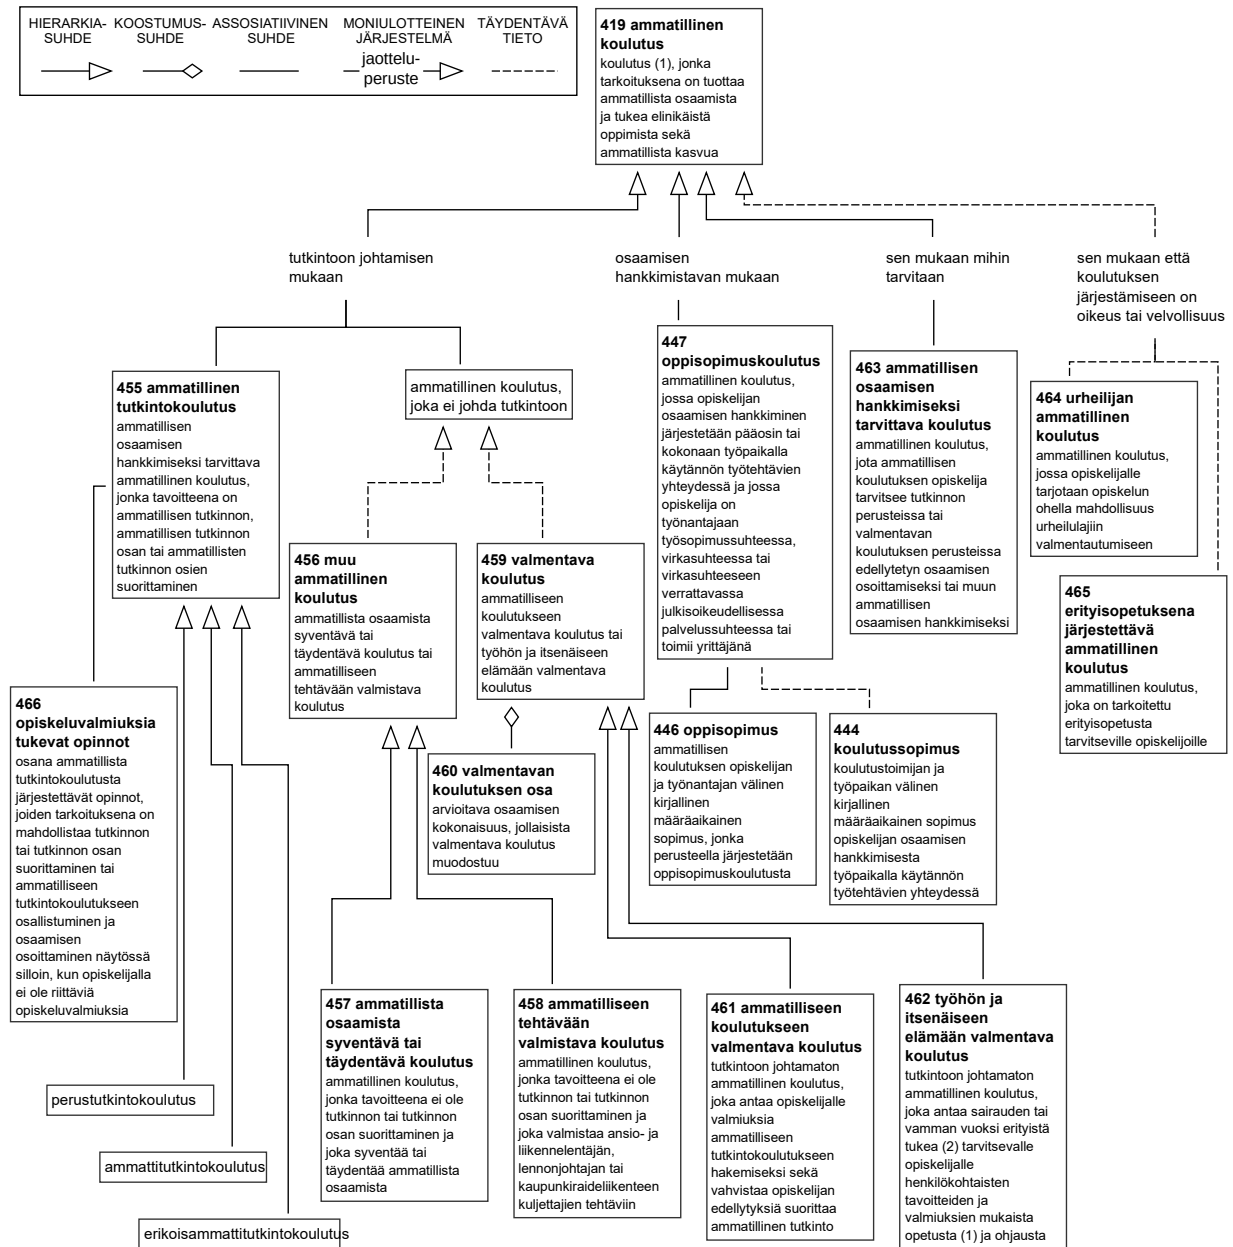 HIERARKIA-
SUHDE
KOOSTUMUS-
SUHDE
ASSOSIATIIVINEN
SUHDE
MONIULOTTEINEN
JÄRJESTELMÄ
TÄYDENTÄVÄ
TIETO
jaottelu-
peruste
419 ammatillinen
koulutus
koulutus (1), jonka
tarkoituksena on tuottaa
ammatillista osaamista
ja tukea elinikäistä
oppimista sekä
ammatillista kasvua
tutkintoon johtamisen
mukaan
osaamisen
hankkimistavan mukaan
sen mukaan mihin
tarvitaan
sen mukaan että
koulutuksen
järjestämiseen on
oikeus tai velvollisuus
455 ammatillinen
tutkintokoulutus
ammatillisen
osaamisen
hankkimiseksi tarvittava
ammatillinen koulutus,
jonka tavoitteena on
ammatillisen tutkinnon,
ammatillisen tutkinnon
osan tai ammatillisten
tutkinnon osien
suorittaminen
ammatillinen koulutus,
joka ei johda tutkintoon
447
oppisopimuskoulutus
ammatillinen koulutus,
jossa opiskelijan
osaamisen hankkiminen
järjestetään pääosin tai
kokonaan työpaikalla
käytännön työtehtävien
yhteydessä ja jossa
opiskelija on
työnantajaan
työsopimussuhteessa,
virkasuhteessa tai
virkasuhteeseen
verrattavassa
julkisoikeudellisessa
palvelussuhteessa tai
toimii yrittäjänä
463 ammatillisen
osaamisen
hankkimiseksi
tarvittava koulutus
ammatillinen koulutus,
jota ammatillisen
koulutuksen opiskelija
tarvitsee tutkinnon
perusteissa tai
valmentavan
koulutuksen perusteissa
edellytetyn osaamisen
osoittamiseksi tai muun
ammatillisen
osaamisen hankkimiseksi
464 urheilijan
ammatillinen
koulutus
ammatillinen koulutus,
jossa opiskelijalle
tarjotaan opiskelun
ohella mahdollisuus
urheilulajiin
valmentautumiseen
456 muu
ammatillinen
koulutus
ammatillista osaamista
syventävä tai
täydentävä koulutus tai
ammatilliseen
tehtävään valmistava
koulutus
459 valmentava
koulutus
ammatilliseen
koulutukseen
valmentava koulutus tai
työhön ja itsenäiseen
elämään valmentava
koulutus
465
erityisopetuksena
järjestettävä
ammatillinen
koulutus
ammatillinen koulutus,
joka on tarkoitettu
erityisopetusta
tarvitseville opiskelijoille
466
opiskeluvalmiuksia
tukevat opinnot
osana ammatillista
tutkintokoulutusta
järjestettävät opinnot,
joiden tarkoituksena on
mahdollistaa tutkinnon
tai tutkinnon osan
suorittaminen tai
ammatilliseen
tutkintokoulutukseen
osallistuminen ja
osaamisen
osoittaminen näytössä
silloin, kun opiskelijalla
ei ole riittäviä
opiskeluvalmiuksia
460 valmentavan
koulutuksen osa
arvioitava osaamisen
kokonaisuus, jollaisista
valmentava koulutus
muodostuu
446 oppisopimus
ammatillisen
koulutuksen opiskelijan
ja työnantajan välinen
kirjallinen
määräaikainen
sopimus, jonka
perusteella järjestetään
oppisopimuskoulutusta
444
koulutussopimus
koulutustoimijan ja
työpaikan välinen
kirjallinen
määräaikainen sopimus
opiskelijan osaamisen
hankkimisesta
työpaikalla käytännön
työtehtävien yhteydessä
457 ammatillista
osaamista
syventävä tai
täydentävä koulutus
ammatillinen koulutus,
jonka tavoitteena ei ole
tutkinnon tai tutkinnon
osan suorittaminen ja
joka syventää tai
täydentää ammatillista
osaamista
458 ammatilliseen
tehtävään
valmistava koulutus
ammatillinen koulutus,
jonka tavoitteena ei ole
tutkinnon tai tutkinnon
osan suorittaminen ja
joka valmistaa ansio- ja
liikennelentäjän,
lennonjohtajan tai
kaupunkiraideliikenteen
kuljettajien tehtäviin
461 ammatilliseen
koulutukseen
valmentava koulutus
tutkintoon johtamaton
ammatillinen koulutus,
joka antaa opiskelijalle
valmiuksia
ammatilliseen
tutkintokoulutukseen
hakemiseksi sekä
vahvistaa opiskelijan
edellytyksiä suorittaa
ammatillinen tutkinto
462 työhön ja
itsenäiseen
elämään valmentava
koulutus
tutkintoon johtamaton
ammatillinen koulutus,
joka antaa sairauden tai
vamman vuoksi erityistä
tukea (2) tarvitsevalle
opiskelijalle
henkilökohtaisten
tavoitteiden ja
valmiuksien mukaista
opetusta (1) ja ohjausta
perustutkintokoulutus
ammattitutkintokoulutus
erikoisammattitutkintokoulutus